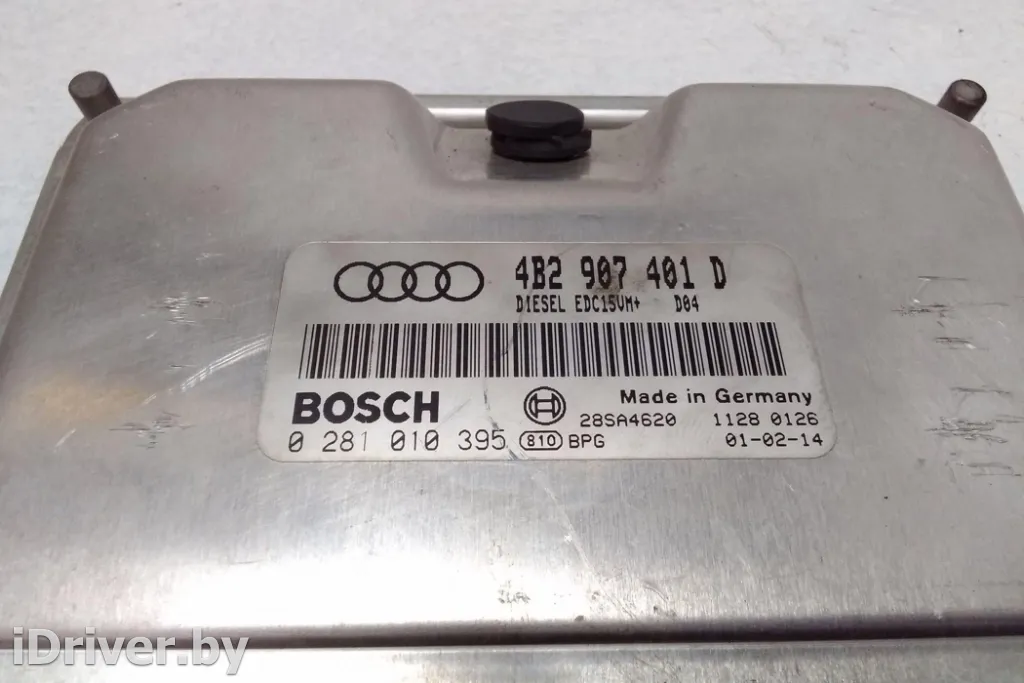 4B2 907 401 D
DIESEL EDC15VM+ D04
BOSCH
Made in Germany
28SA4620 1128 0126
0 281 010 395 810 BPG 01-02-14
iDriver.by